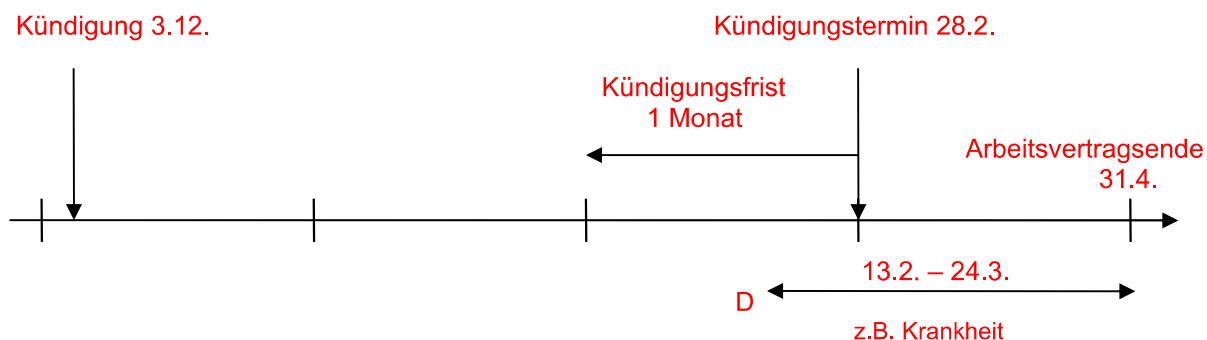 Kündigung 3.12.
Kündigungstermin 28.2.
Kündigungsfrist
1 Monat
Arbeitsvertragsende
31.4.
13.2. – 24.3.
D
z.B. Krankheit